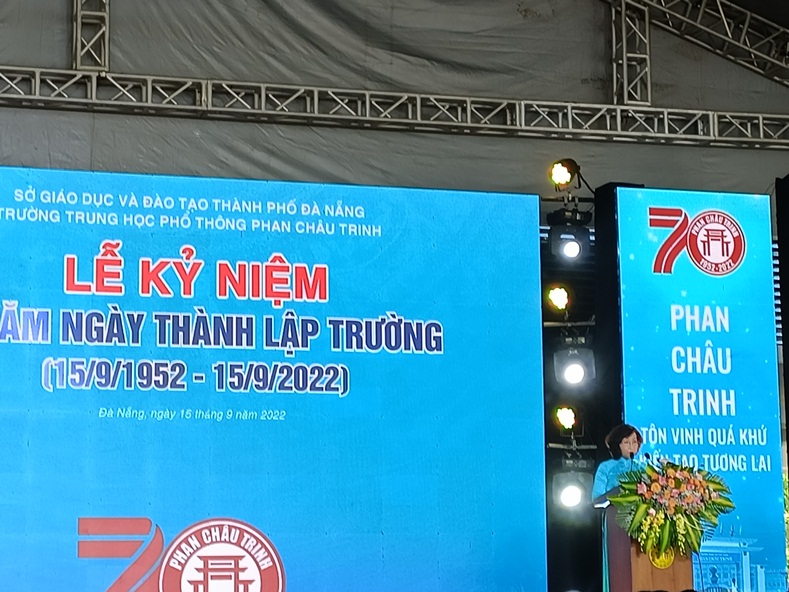 SỞ GIÁO DỤC VÀ ĐÀO TẠO THÀNH PHỐ ĐÀ NẴNG
TRƯỜNG TRUNG HỌC PHỔ THÔNG PHAN CHÂU TRINH
LỄ KỶ NIỆM
NGÀY THÀNH LẬP TRƯỜNG
(15/9/1952 - 15/9/2022)
Đà Nẵng, ngày 15 tháng 9 năm 2022
70
PHAN CHÂU TRINH
70
PHAN CHÂU TRINH
1952-2022
PHAN
CHÂU
TRINH
TÔN VINH QUÁ KHỨ
TẠO TƯƠNG LAI